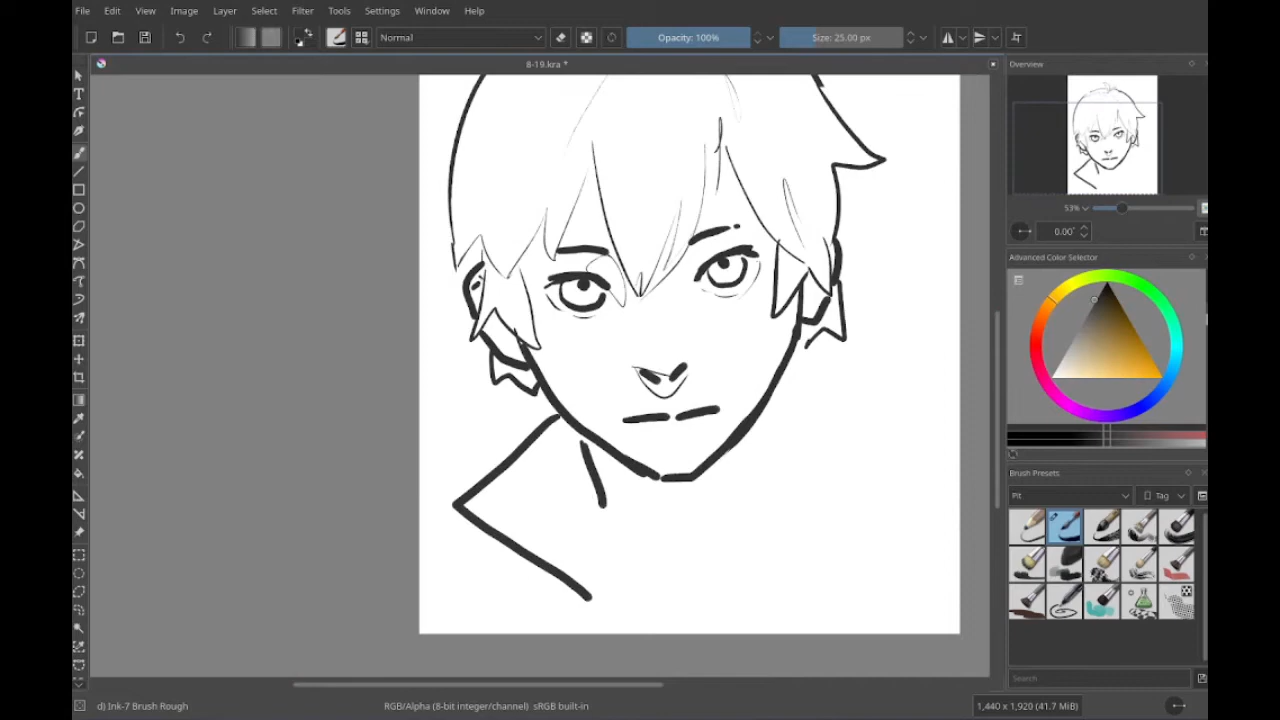 File Edit View Image Layer Select Filter Tools Settings Window Help
Normal Opacity: 100% Size: 25.00 px
8-19.kra *
Overview
53%
0.00°
Advanced Color Selector
Brush Presets
Pit Tag
Search
d) Ink-7 Brush Rough RGB/Alpha (8-bit integer/channel) sRGB built-in 1,440 x 1,920 (41.7 MiB)